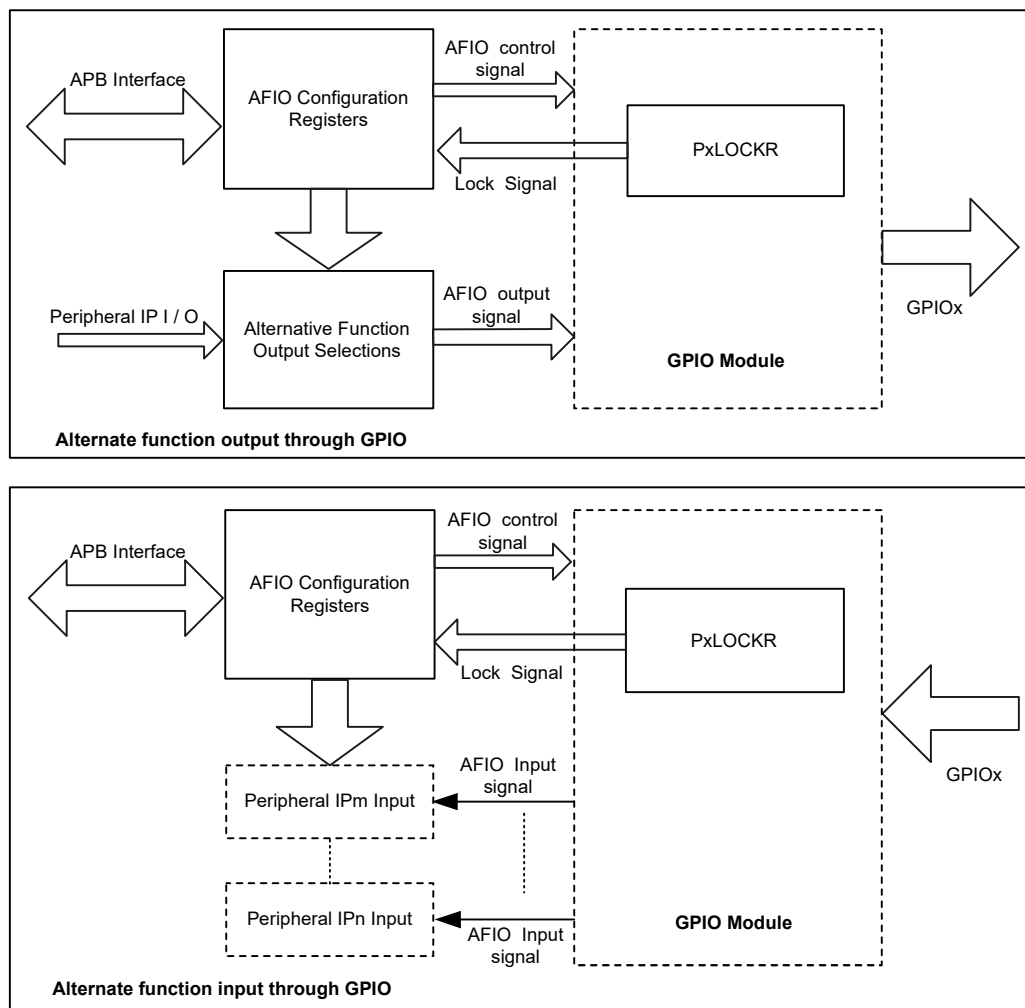 APB Interface
AFIO Configuration
Registers
AFIO control
signal
Lock Signal
PxLOCKR
Peripheral IP I / O
Alternative Function
Output Selections
AFIO output
signal
GPIO Module
GPIOx
Alternate function output through GPIO
APB Interface
AFIO Configuration
Registers
AFIO control
signal
Lock Signal
PxLOCKR
Peripheral IPm Input
AFIO Input
signal
GPIOx
Peripheral IPn Input
AFIO Input
signal
GPIO Module
Alternate function input through GPIO